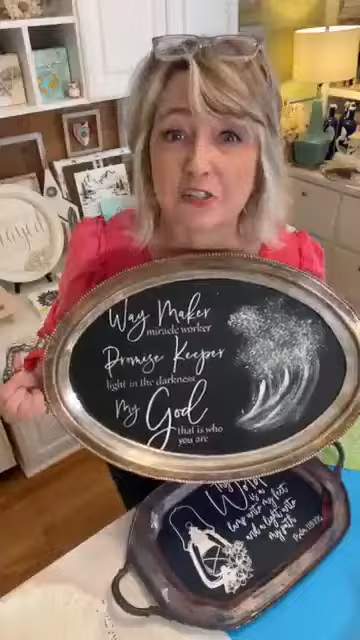 Way Maker
miracle worker
Promise Keeper
light in the darkness
My God
that is who
you are
Word
is a
lamp unto my feet
and a light unto
my path